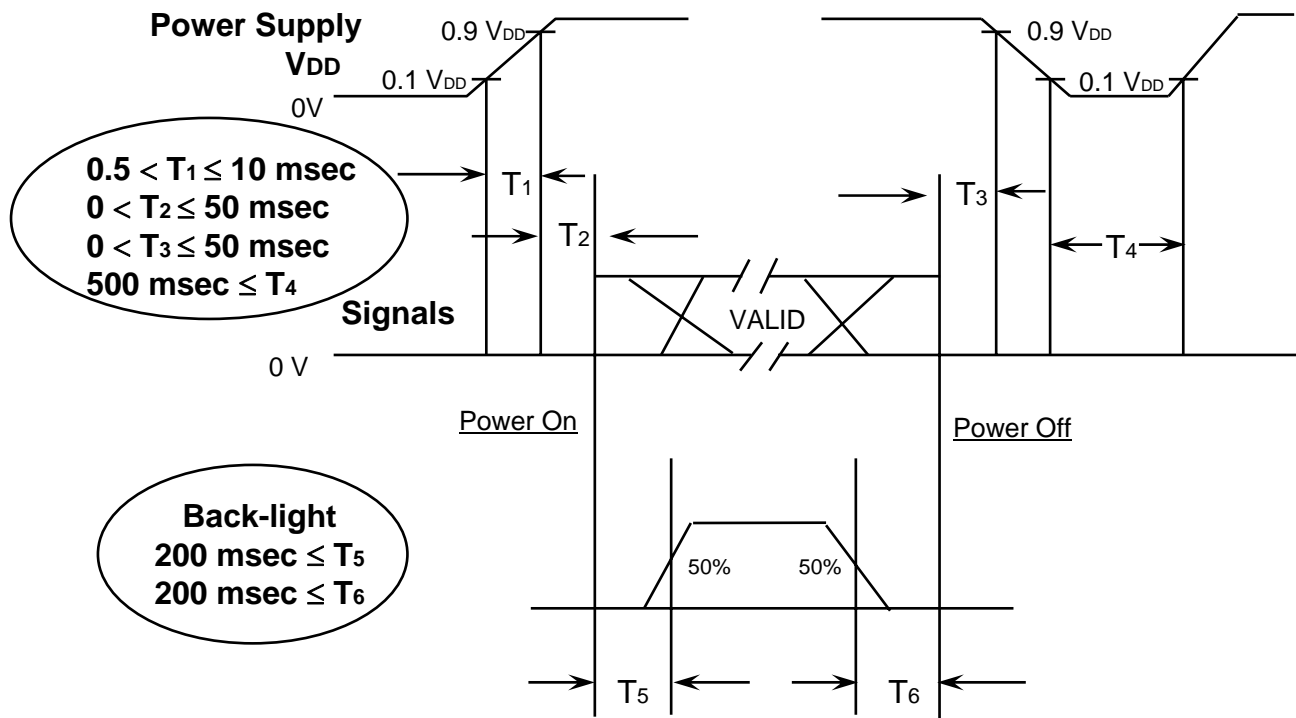 Power Supply
VDD
0.9 VDD
0.1 VDD
0V
0.9 VDD
0.1 VDD
0.5 < T1 ≤ 10 msec
0 < T2 ≤ 50 msec
0 < T3 ≤ 50 msec
500 msec ≤ T4
T1
T2
T3
T4
Signals
VALID
0 V
Power On
Power Off
Back-light
200 msec ≤ T5
200 msec ≤ T6
50%
50%
T5
T6